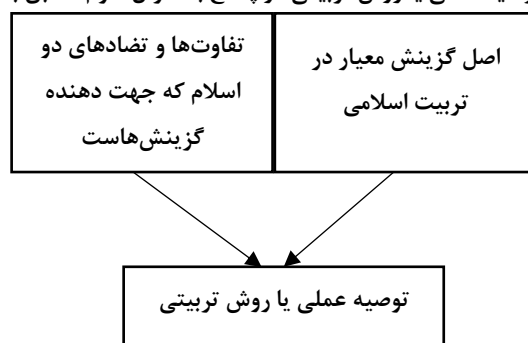 اصل گزینش معیار در
تربیت اسلامی
تفاوت‌ها و تضادهای دو
اسلام که جهت دهنده
گزینش‌هاست
توصیه عملی یا روش تربیتی